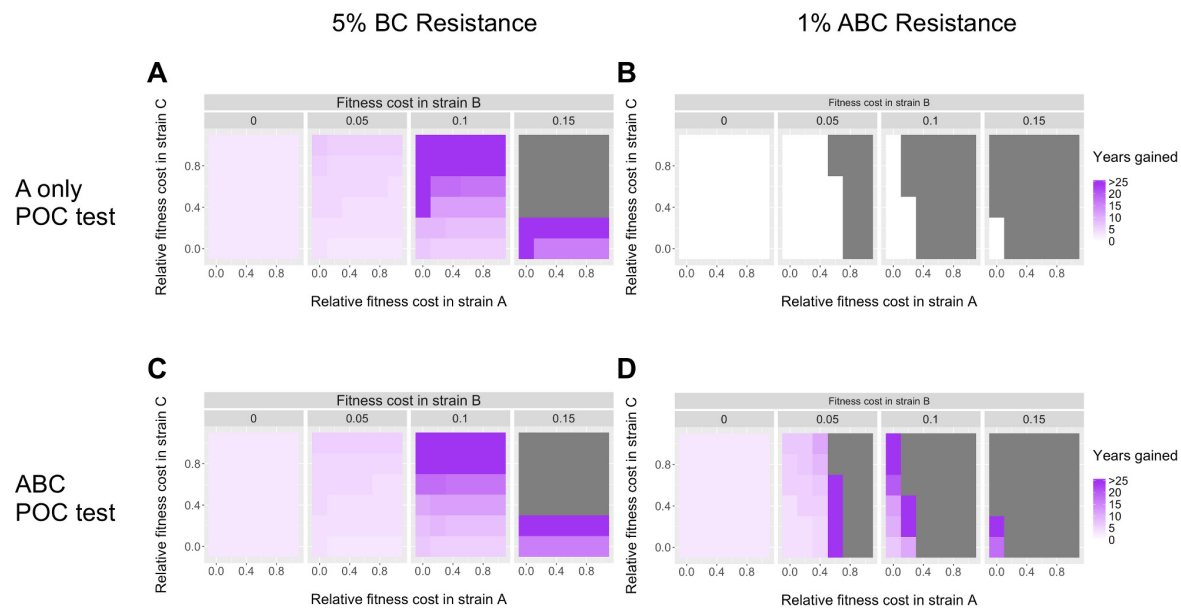 5% BC Resistance
1% ABC Resistance
A
B
Fitness cost in strain B
Fitness cost in strain B
0
0.05
0.1
0.15
0
0.05
0.1
0.15
A only
POC test
Relative fitness cost in strain C
0.8
0.4
0.0
Relative fitness cost in strain C
0.8
0.4
0.0
Years gained
>25
20
15
10
5
0
0.0 0.4 0.8
0.0 0.4 0.8
0.0 0.4 0.8
0.0 0.4 0.8
0.0 0.4 0.8
0.0 0.4 0.8
0.0 0.4 0.8
0.0 0.4 0.8
Relative fitness cost in strain A
Relative fitness cost in strain A
C
D
Fitness cost in strain B
Fitness cost in strain B
0
0.05
0.1
0.15
0
0.05
0.1
0.15
ABC
POC test
Relative fitness cost in strain C
0.8
0.4
0.0
Relative fitness cost in strain C
0.8
0.4
0.0
Years gained
>25
20
15
10
5
0
0.0 0.4 0.8
0.0 0.4 0.8
0.0 0.4 0.8
0.0 0.4 0.8
0.0 0.4 0.8
0.0 0.4 0.8
0.0 0.4 0.8
0.0 0.4 0.8
Relative fitness cost in strain A
Relative fitness cost in strain A